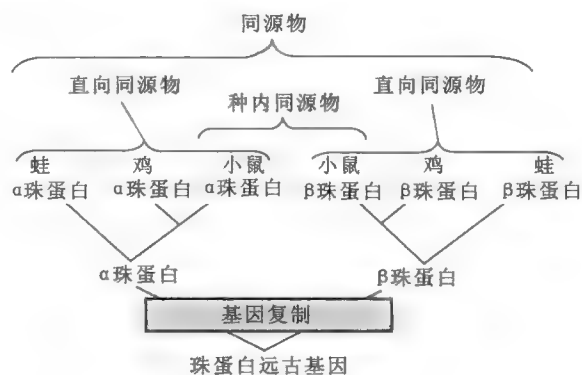 同源物
直向同源物 种内同源物 直向同源物
蛙 鸡 小鼠 小鼠 鸡 蛙
α珠蛋白 α珠蛋白 α珠蛋白 β珠蛋白 β珠蛋白 β珠蛋白
α珠蛋白 β珠蛋白
基因复制
珠蛋白远古基因